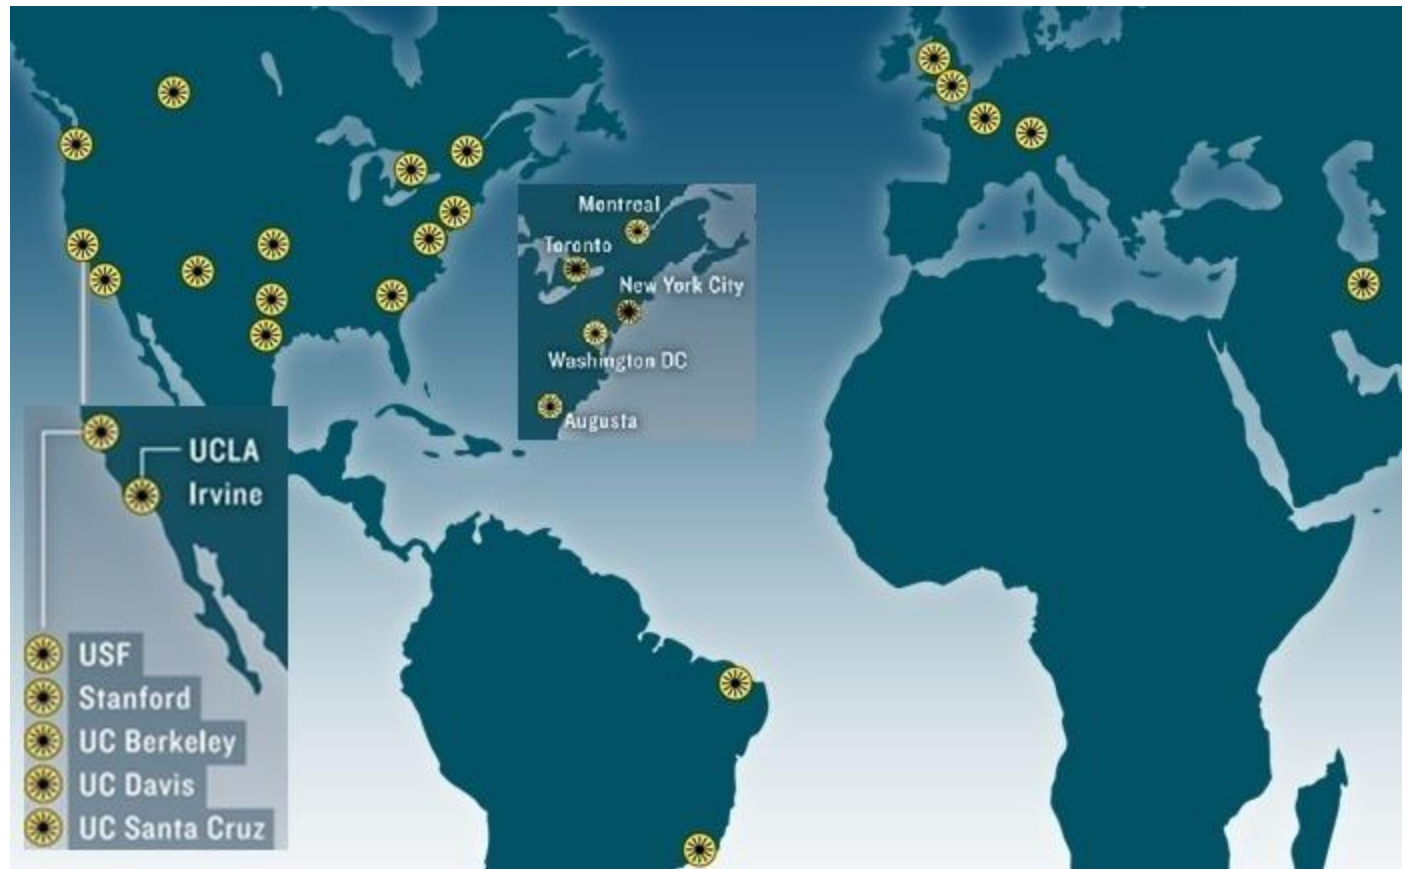 Montreal
Toronto
New York City
Washington DC
Augusta
UCLA
Irvine
USF
Stanford
UC Berkeley
UC Davis
UC Santa Cruz